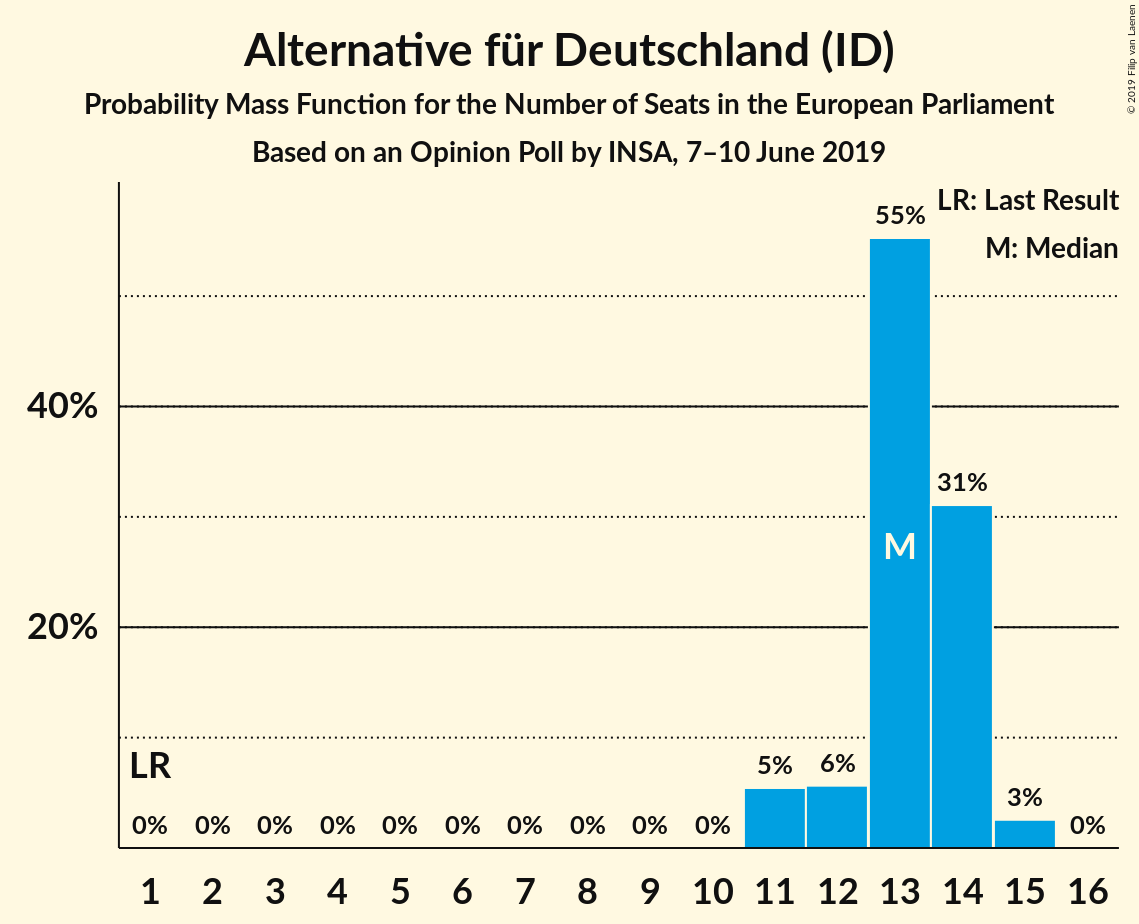 Alternative für Deutschland (ID)
Probability Mass Function for the Number of Seats in the European Parliament
Based on an Opinion Poll by INSA, 7–10 June 2019
© 2019 Filip van Laenen
LR: Last Result
M: Median
55%
40%
31%
M
20%
LR
5%
6%
3%
0% 0% 0% 0% 0% 0% 0% 0% 0% 0% 0%
1 2 3 4 5 6 7 8 9 10 11 12 13 14 15 16